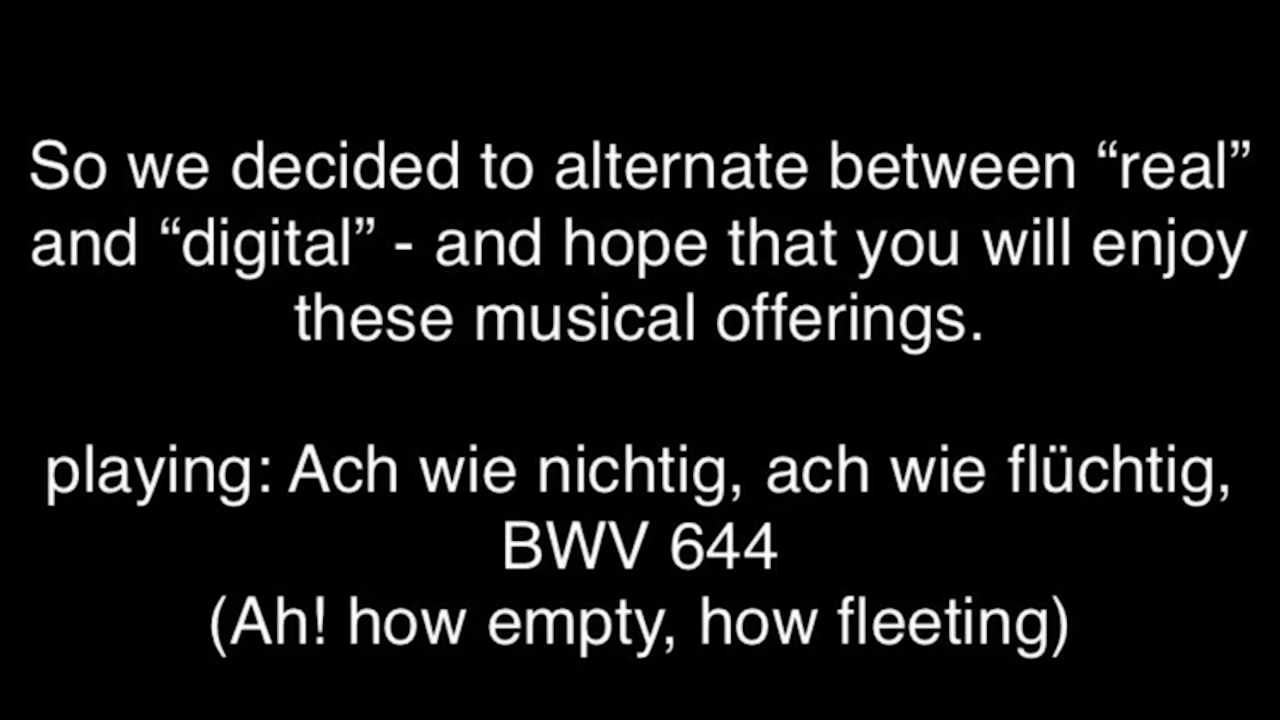 So we decided to alternate between “real”
and “digital” - and hope that you will enjoy
these musical offerings.
playing: Ach wie nichtig, ach wie flüchtig,
BWV 644
(Ah! how empty, how fleeting)